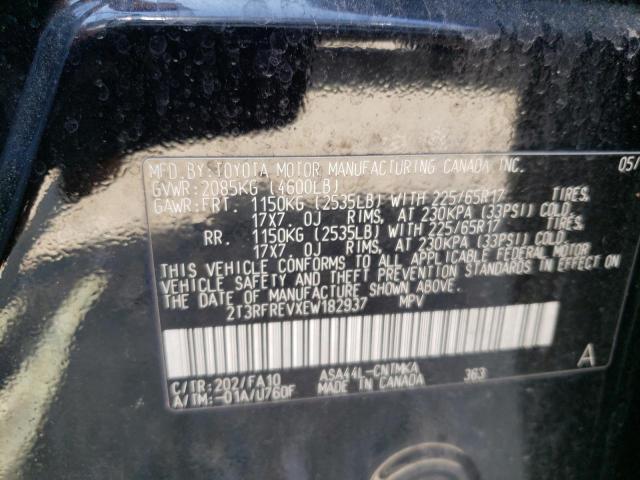 MFD.BY:TOYOTA MOTOR MANUFACTURING CANADA INC. 05/
GVWR:2085KG (4600LB)
GAWR:FRT. 1150KG (2535LB) WITH 225/65R17 TIRES,
17X7. OJ RIMS, AT 230KPA (33PSI) COLD.
RR. 1150KG (2535LB) WITH 225/65R17 TIRES,
17X7. OJ RIMS, AT 230KPA (33PSI) COLD.
THIS VEHICLE CONFORMS TO ALL APPLICABLE FEDERAL MOTOR
VEHICLE SAFETY AND THEFT PREVENTION STANDARDS IN EFFECT ON
THE DATE OF MANUFACTURE SHOWN ABOVE.
2T3RFREVXEW182937 MPV
A
C/TR:202/FA10 ASA44L-CNTMKA 363
A/TM:-01A/U760F MADE IN CANADA